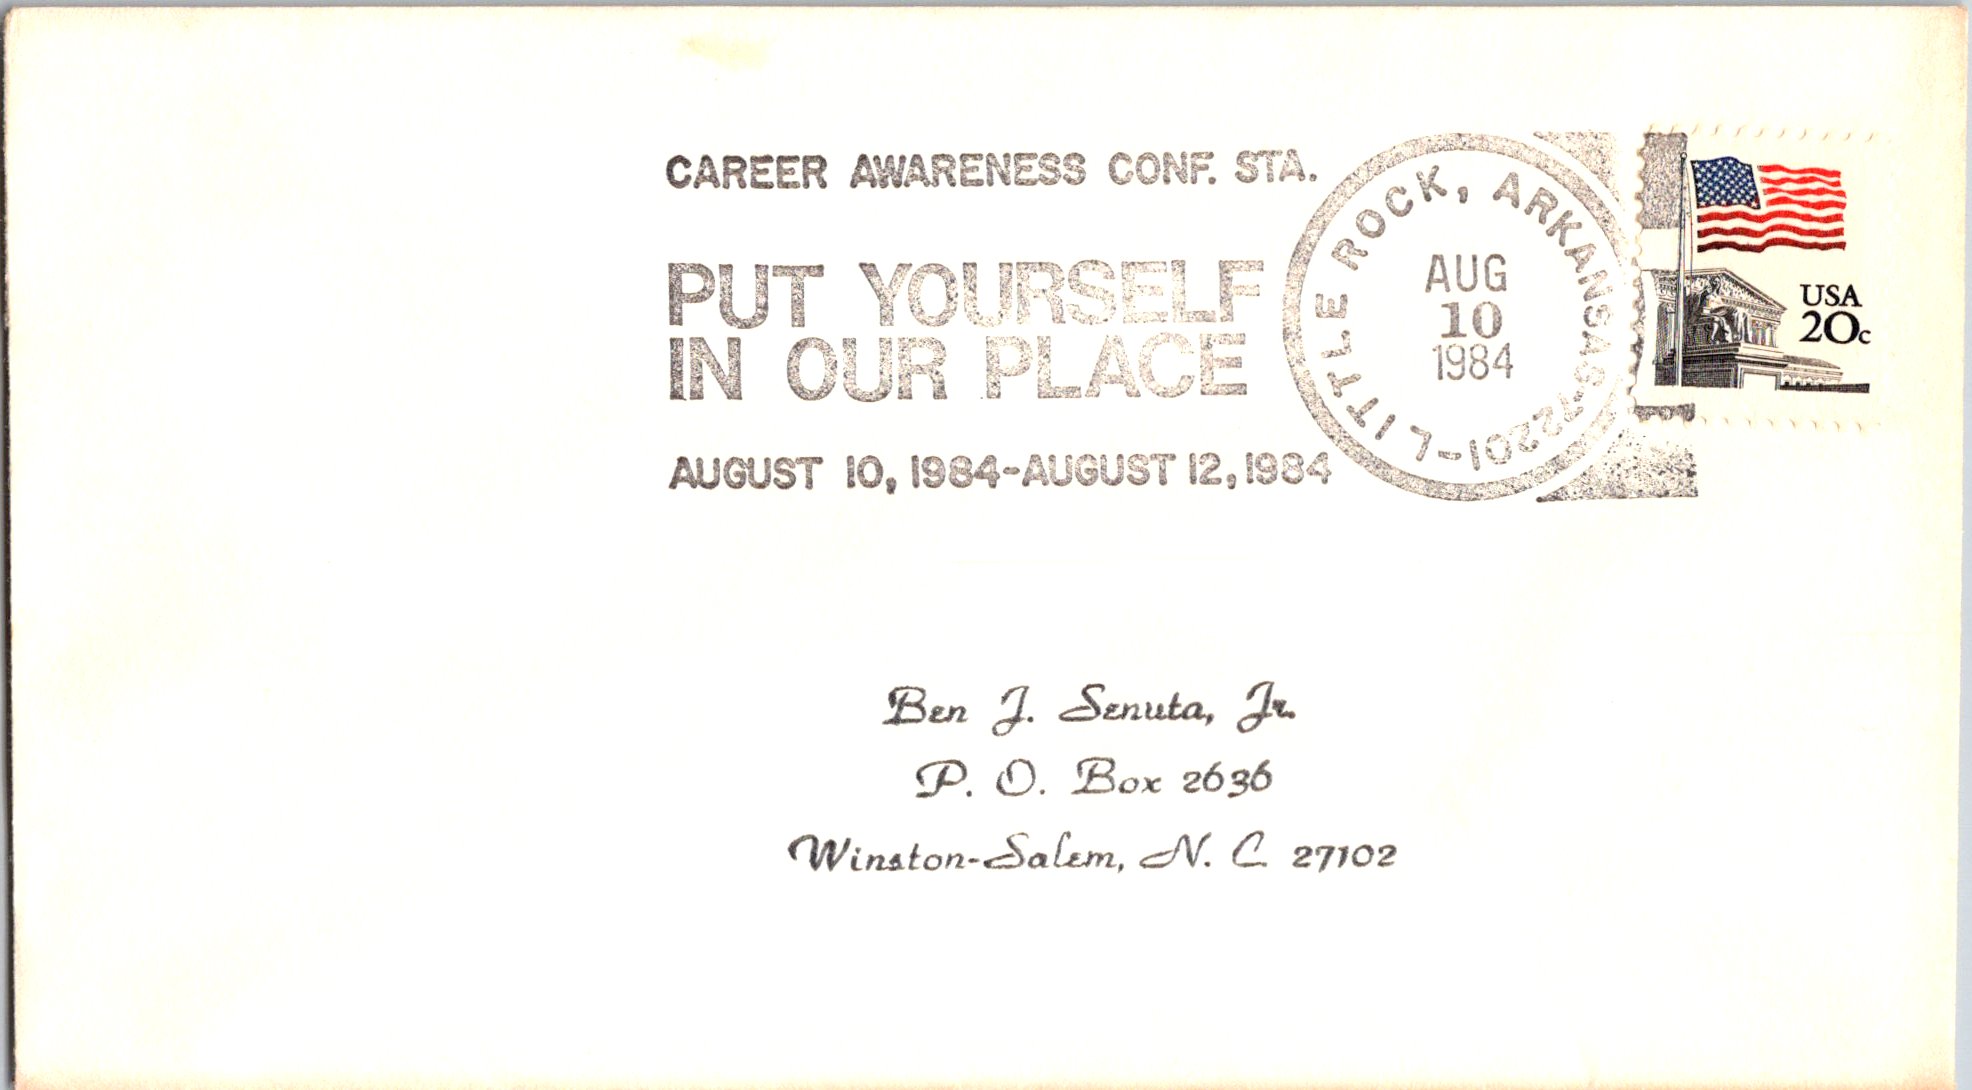 CAREER AWARENESS CONF. STA.
PUT YOURSELF
IN OUR PLACE
AUGUST 10, 1984-AUGUST 12, 1984
LITTLE ROCK, ARKANSAS 72201-
AUG
10
1984
USA
20c
Ben J. Senuta, Jr.
P. O. Box 2636
Winston-Salem, N. C. 27102